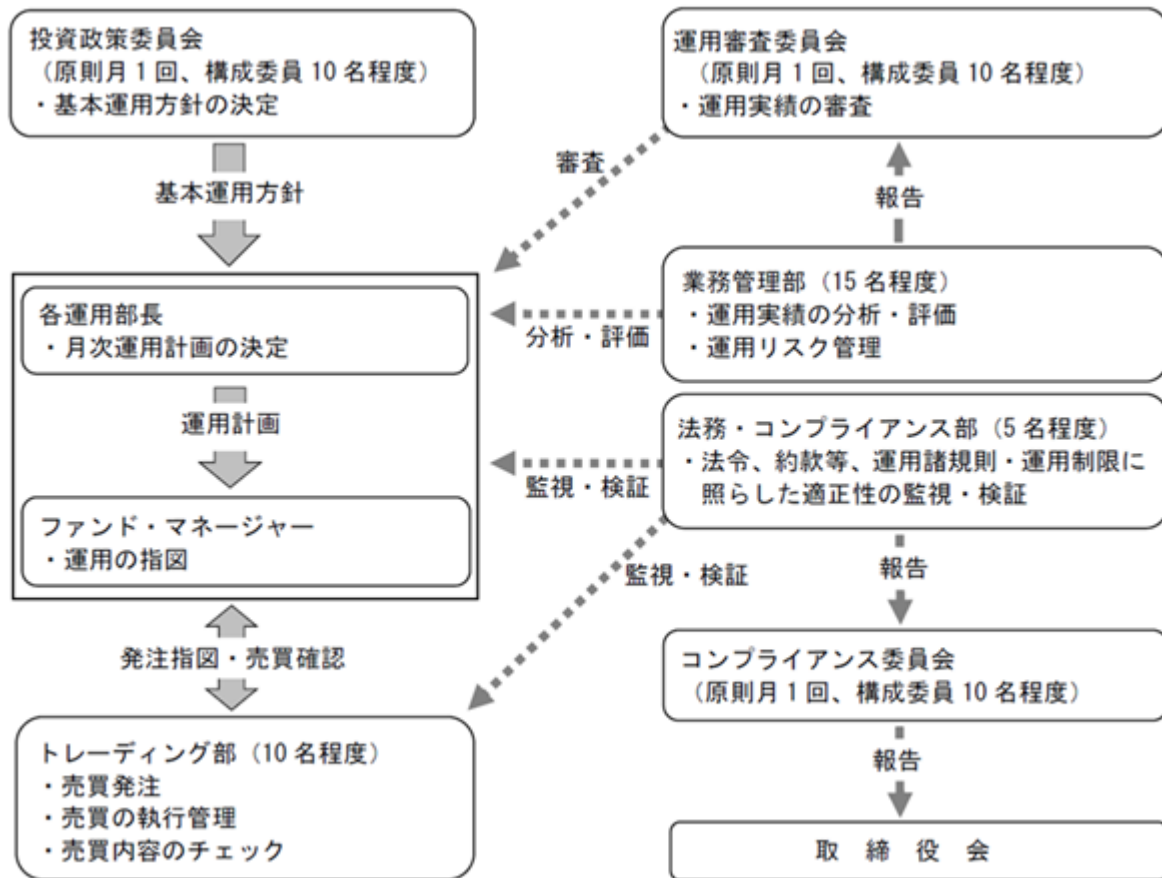 投資政策委員会
（原則月1回、構成委員10名程度）
・基本運用方針の決定
基本運用方針
各運用部長
・月次運用計画の決定
運用計画
ファンド・マネージャー
・運用の指図
発注指図・売買確認
トレーディング部（10名程度）
・売買発注
・売買の執行管理
・売買内容のチェック
運用審査委員会
（原則月1回、構成委員10名程度）
・運用実績の審査
審査
報告
業務管理部（15名程度）
・運用実績の分析・評価
・運用リスク管理
分析・評価
法務・コンプライアンス部（5名程度）
・法令、約款等、運用諸規則・運用制限に
照らした適正性の監視・検証
監視・検証
監視・検証
報告
コンプライアンス委員会
（原則月1回、構成委員10名程度）
報告
取　締　役　会